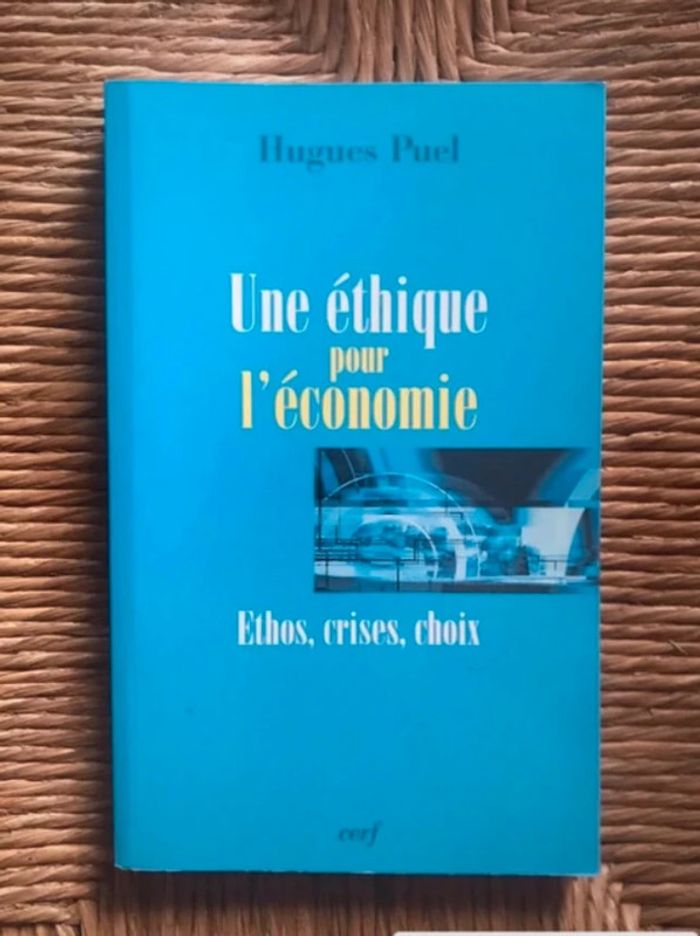 Hugues Puel
Une éthique
pour
l'économie
Ethos, crises, choix
cerf